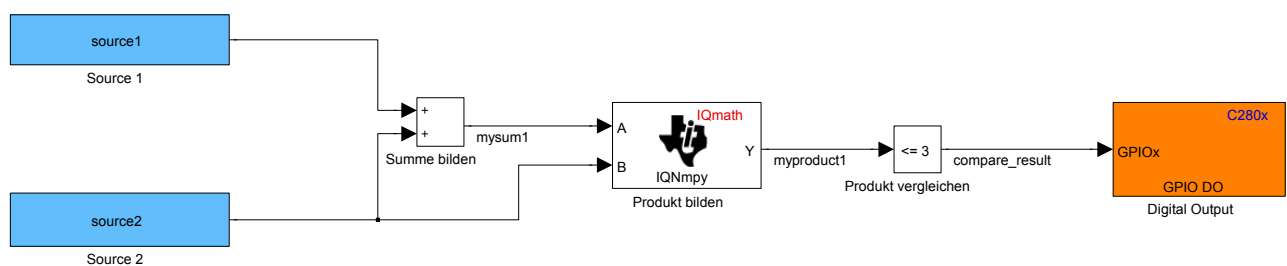 source1
Source 1
+
+
Summe bilden
mysum1
source2
Source 2
IQmath
A
B
Y
IQNmpy
Produkt bilden
myproduct1
<= 3
Produkt vergleichen
compare_result
C280x
GPIOx
GPIO DO
Digital Output